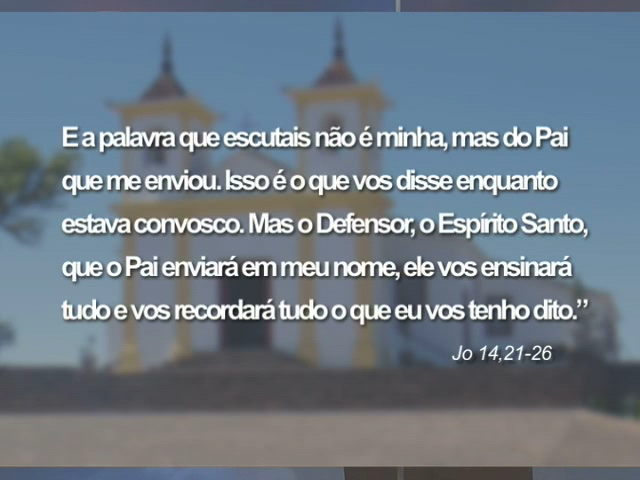 E a palavra que escutais não é minha, mas do Pai
que me enviou. Isso é o que vos disse enquanto
estava convosco. Mas o Defensor, o Espírito Santo,
que o Pai enviará em meu nome, ele vos ensinará
tudo e vos recordará tudo o que eu vos tenho dito.”
Jo 14,21-26